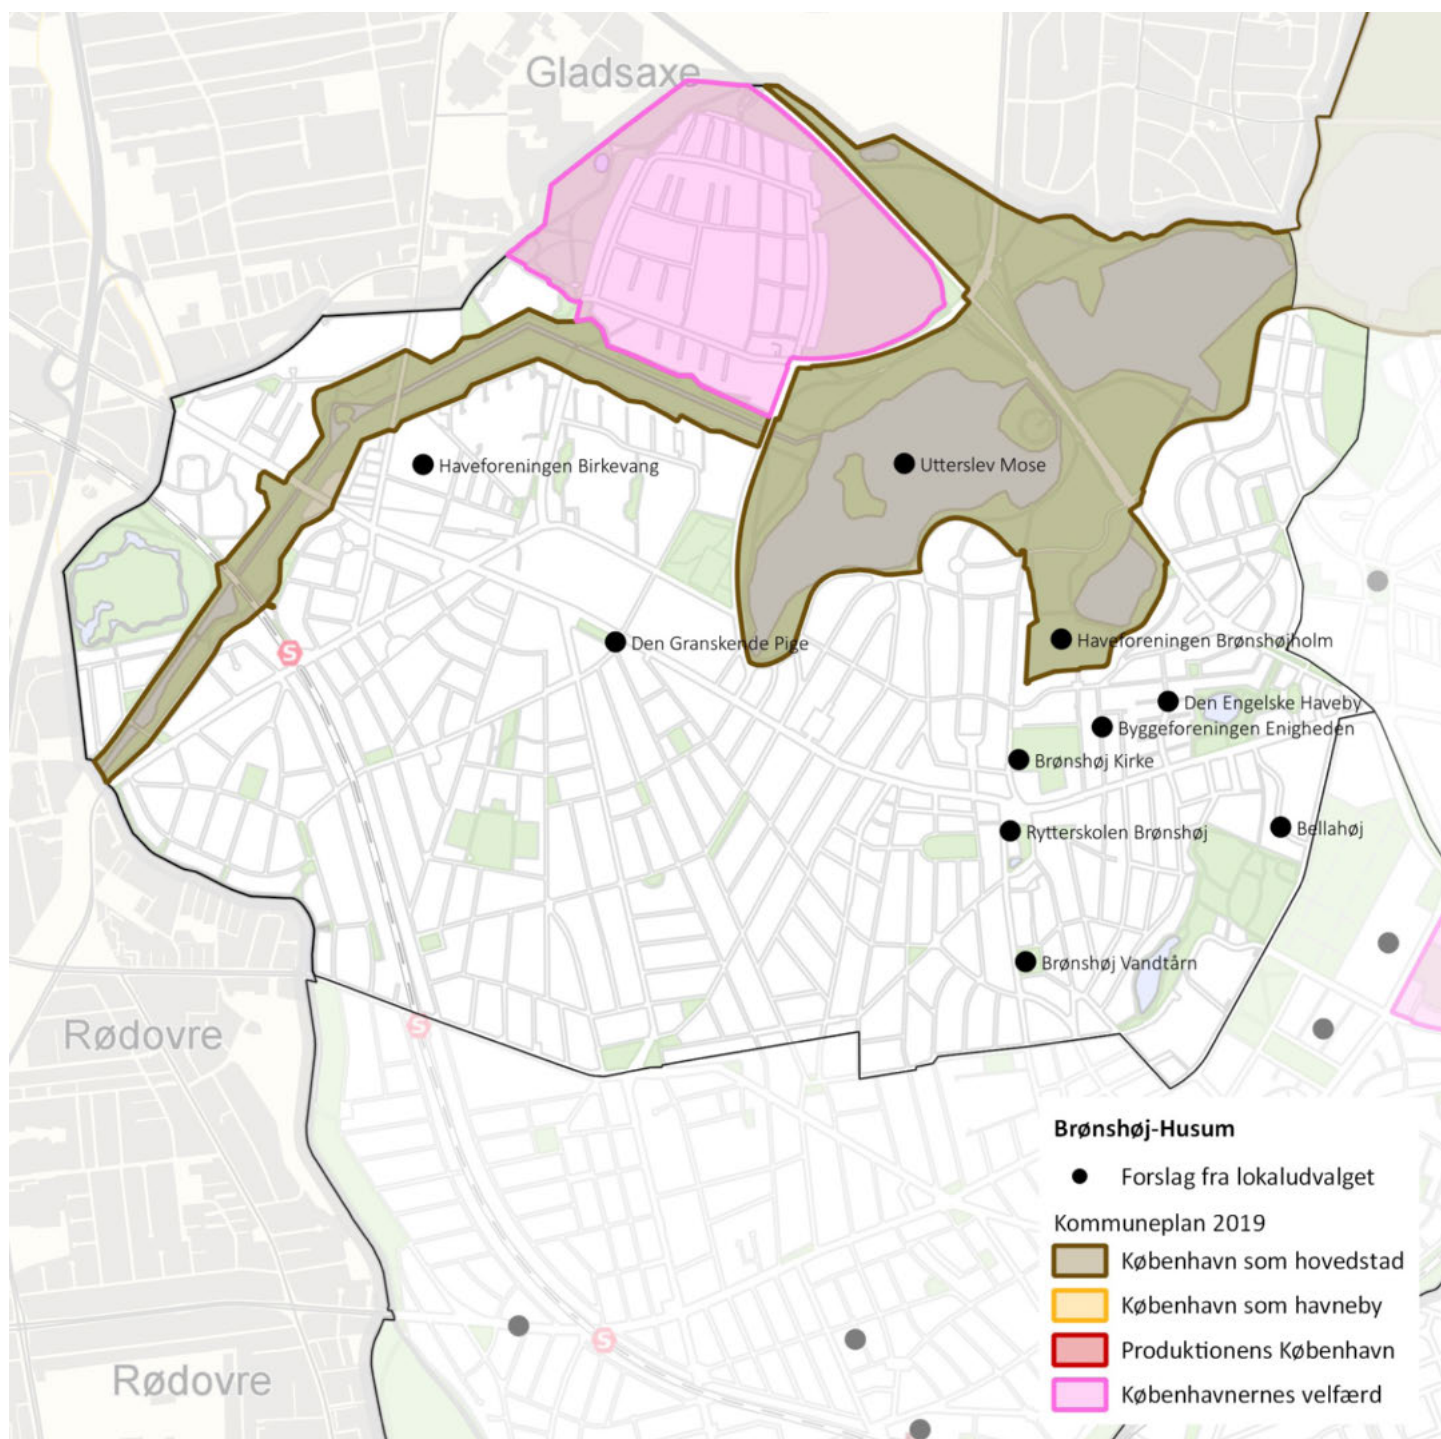 Gladsaxe
Haveforeningen Birkevang
Utterslev Mose
Den Granskende Pige
Haveforeningen Brønshøjholm
S
Den Engelske Haveby
Byggeforeningen Enigheden
Brønshøj Kirke
Rytterskolen Brønshøj
Bellahøj
Brønshøj Vandtårn
Rødovre
S
Brønshøj-Husum
Forslag fra lokaludvalget
Kommuneplan 2019
København som hovedstad
København som havneby
S
Produktionens København
Rødovre
Københavnernes velfærd